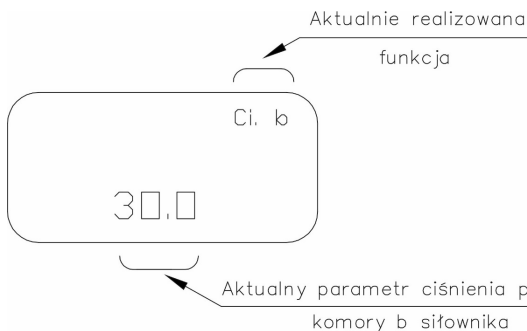 Aktualnie realizowana
funkcja
Ci. b
30.0
Aktualny parametr ciśnienia p
komory b siłownika